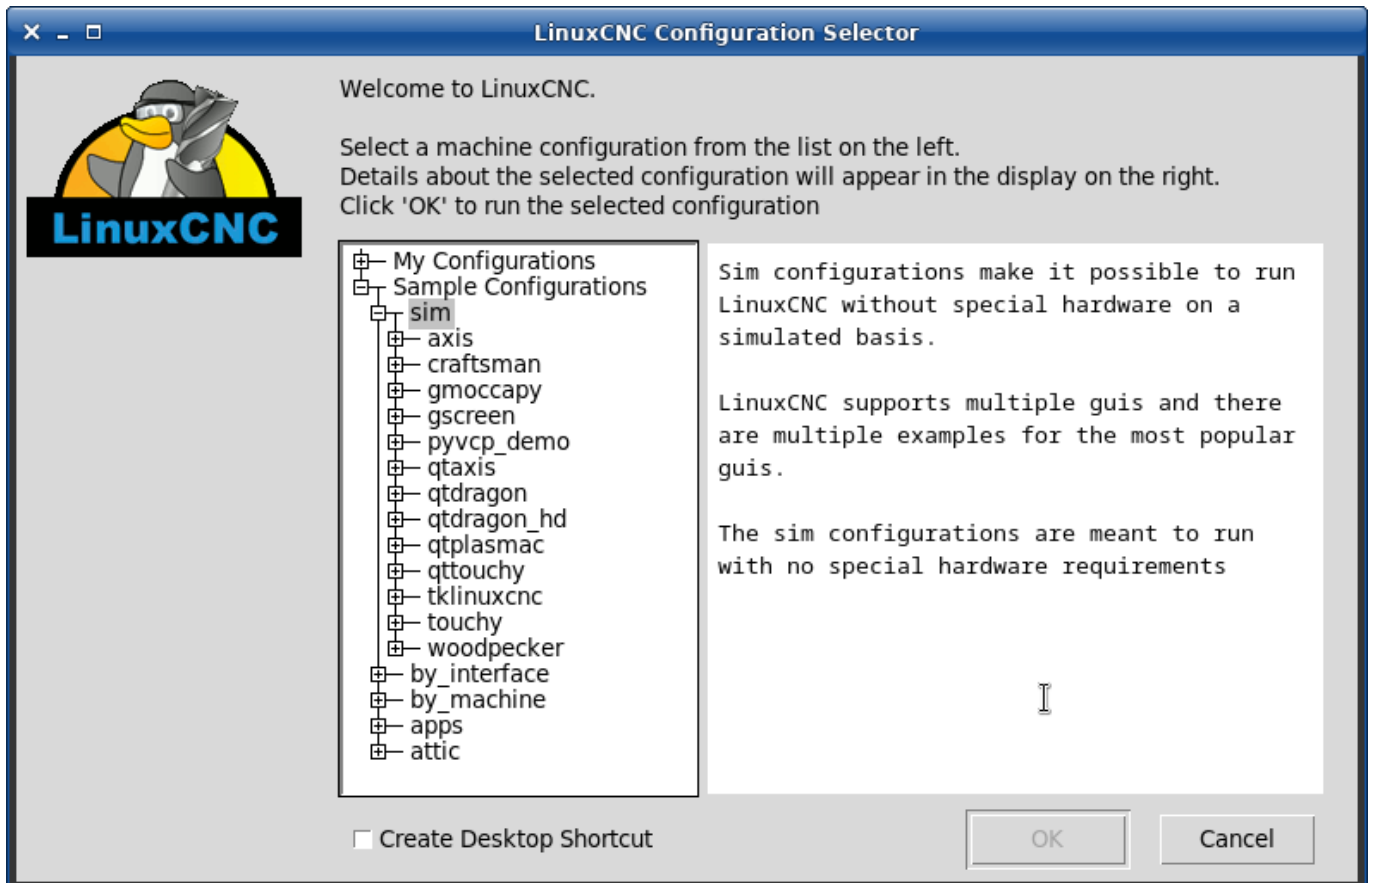 LinuxCNC Configuration Selector
LinuxCNC
Welcome to LinuxCNC.
Select a machine configuration from the list on the left.
Details about the selected configuration will appear in the display on the right.
Click 'OK' to run the selected configuration
My Configurations
Sample Configurations
sim
axis
craftsman
gmoccapy
gscreen
pyvcp_demo
qtaxis
qtdragon
qtdragon_hd
qtplasmac
qttouchy
tklinuxcnc
touchy
woodpecker
by_interface
by_machine
apps
attic
Sim configurations make it possible to run
LinuxCNC without special hardware on a
simulated basis.
LinuxCNC supports multiple guis and there
are multiple examples for the most popular
guis.
The sim configurations are meant to run
with no special hardware requirements
Create Desktop Shortcut
OK
Cancel